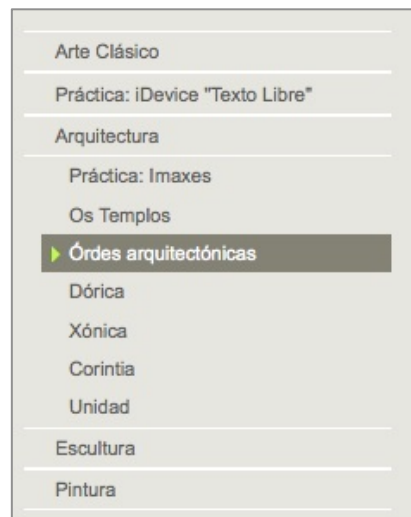 Arte Clásico
Práctica: iDevice "Texto Libre"
Arquitectura
Práctica: Imaxes
Os Templos
Órdes arquitectónicas
Dórica
Xónica
Corintia
Unidad
Escultura
Pintura